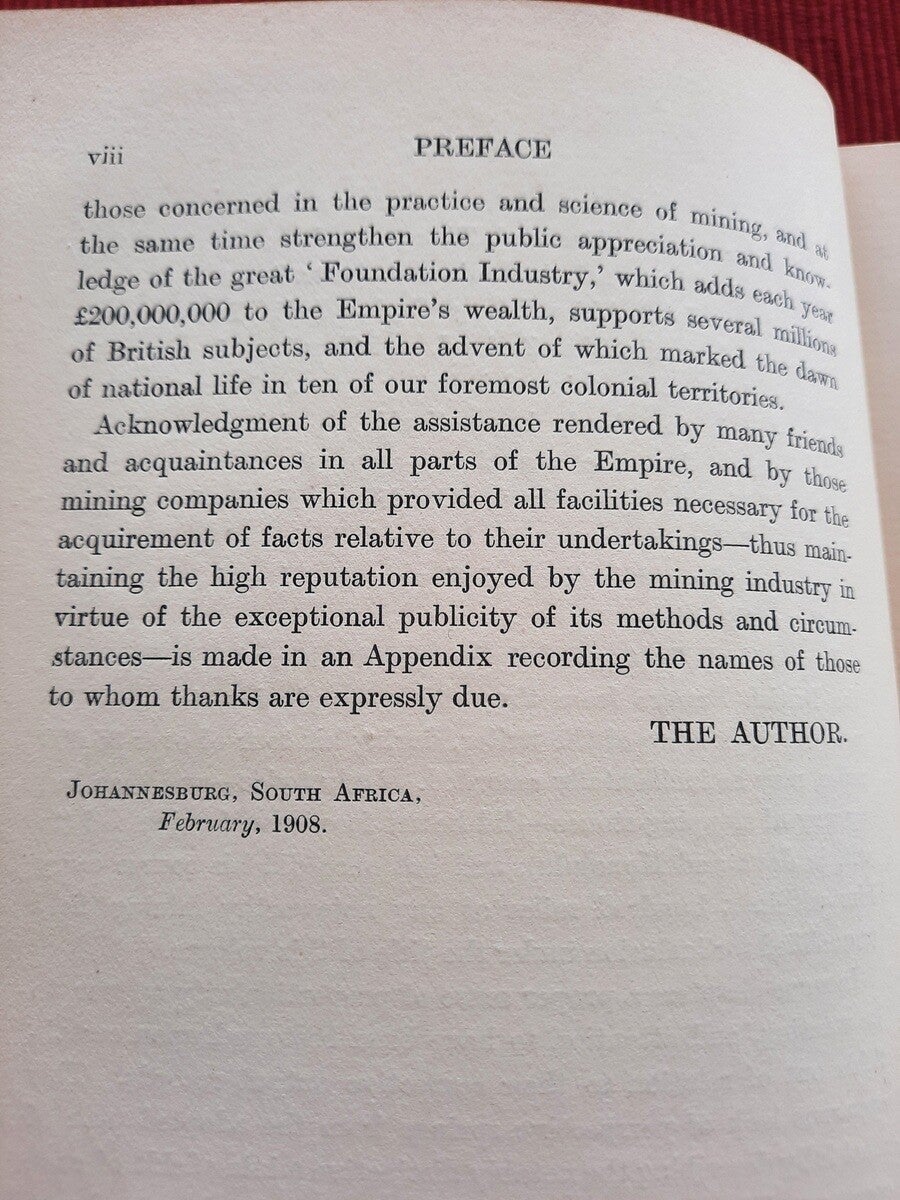 viii
PREFACE
those concerned in the practice and science of mining, and at
the same time strengthen the public appreciation and know-
ledge of the great ‘ Foundation Industry,’ which adds each year
£200,000,000 to the Empire’s wealth, supports several millions
of British subjects, and the advent of which marked the dawn
of national life in ten of our foremost colonial territories.
Acknowledgment of the assistance rendered by many friends
and acquaintances in all parts of the Empire, and by those
mining companies which provided all facilities necessary for the
acquirement of facts relative to their undertakings—thus main-
taining the high reputation enjoyed by the mining industry in
virtue of the exceptional publicity of its methods and circum-
stances—is made in an Appendix recording the names of those
to whom thanks are expressly due.
THE AUTHOR.
Johannesburg, South Africa,
February, 1908.